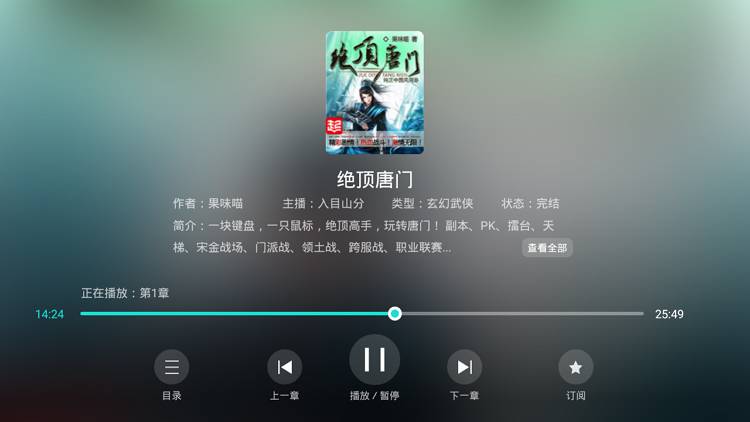 果味喵 著
绝顶唐门
JUE DING TANG MEN
起
精彩剧情！热血战斗！激情无限！
绝顶唐门
作者：果味喵 主播：入目山分 类型：玄幻武侠 状态：完结
简介：一块键盘，一只鼠标，绝顶高手，玩转唐门！ 副本、PK、擂台、天
梯、宋金战场、门派战、领土战、跨服战、职业联赛...
查看全部
正在播放：第1章
14:24 25:49
目录 上一章 播放 / 暂停 下一章 订阅